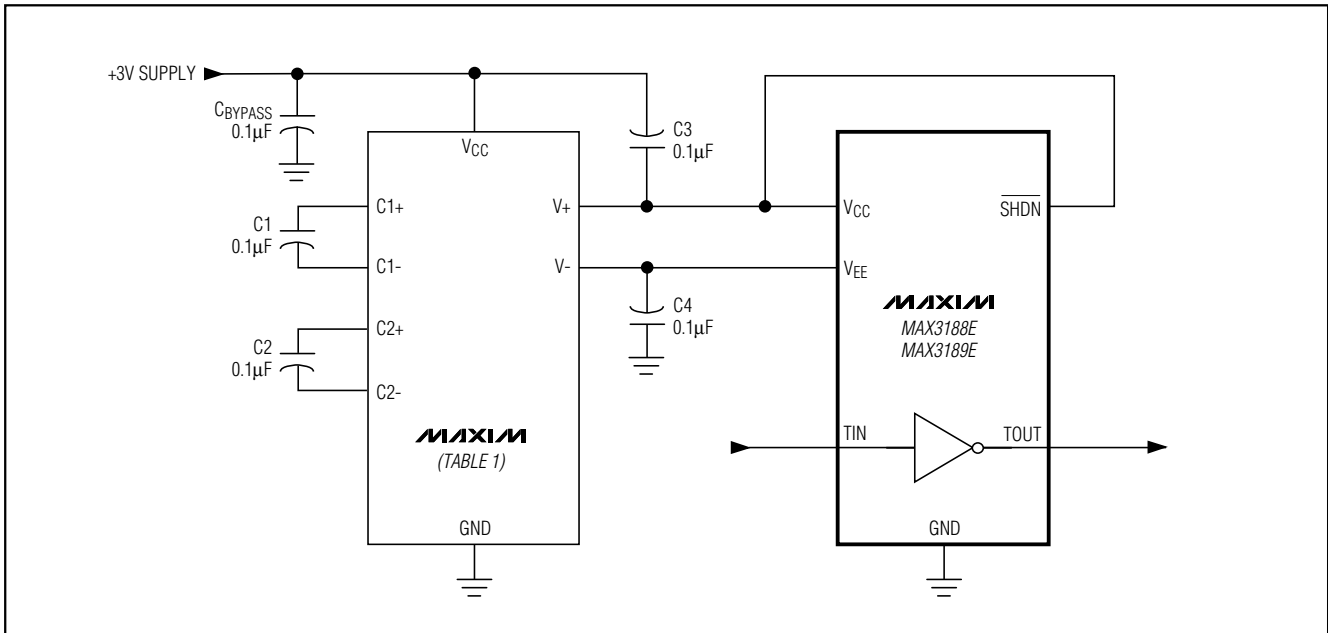 +3V SUPPLY
CBYPASS
0.1µF
VCC
C3
0.1µF
C1+
V+
VCC
SHDN
C1
0.1µF
C1-
V-
VEE
C4
0.1µF
MAXIM
MAX3188E
MAX3189E
C2+
C2
0.1µF
C2-
MAXIM
(TABLE 1)
TIN
TOUT
GND
GND